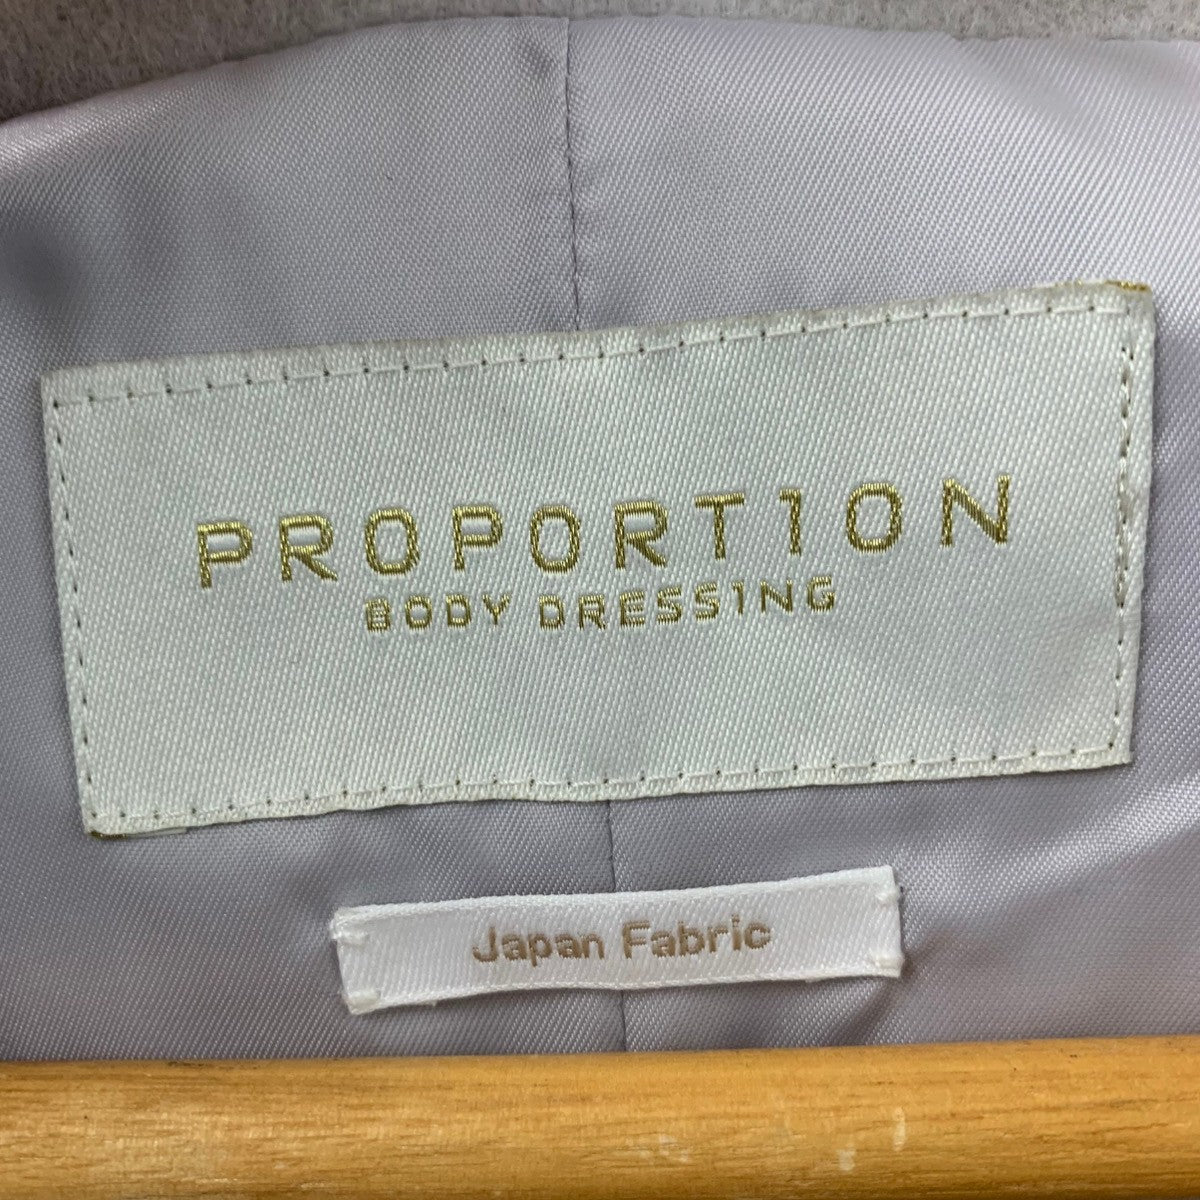 PROPORT1ON
BODY DRESS1NG
Japan Fabric